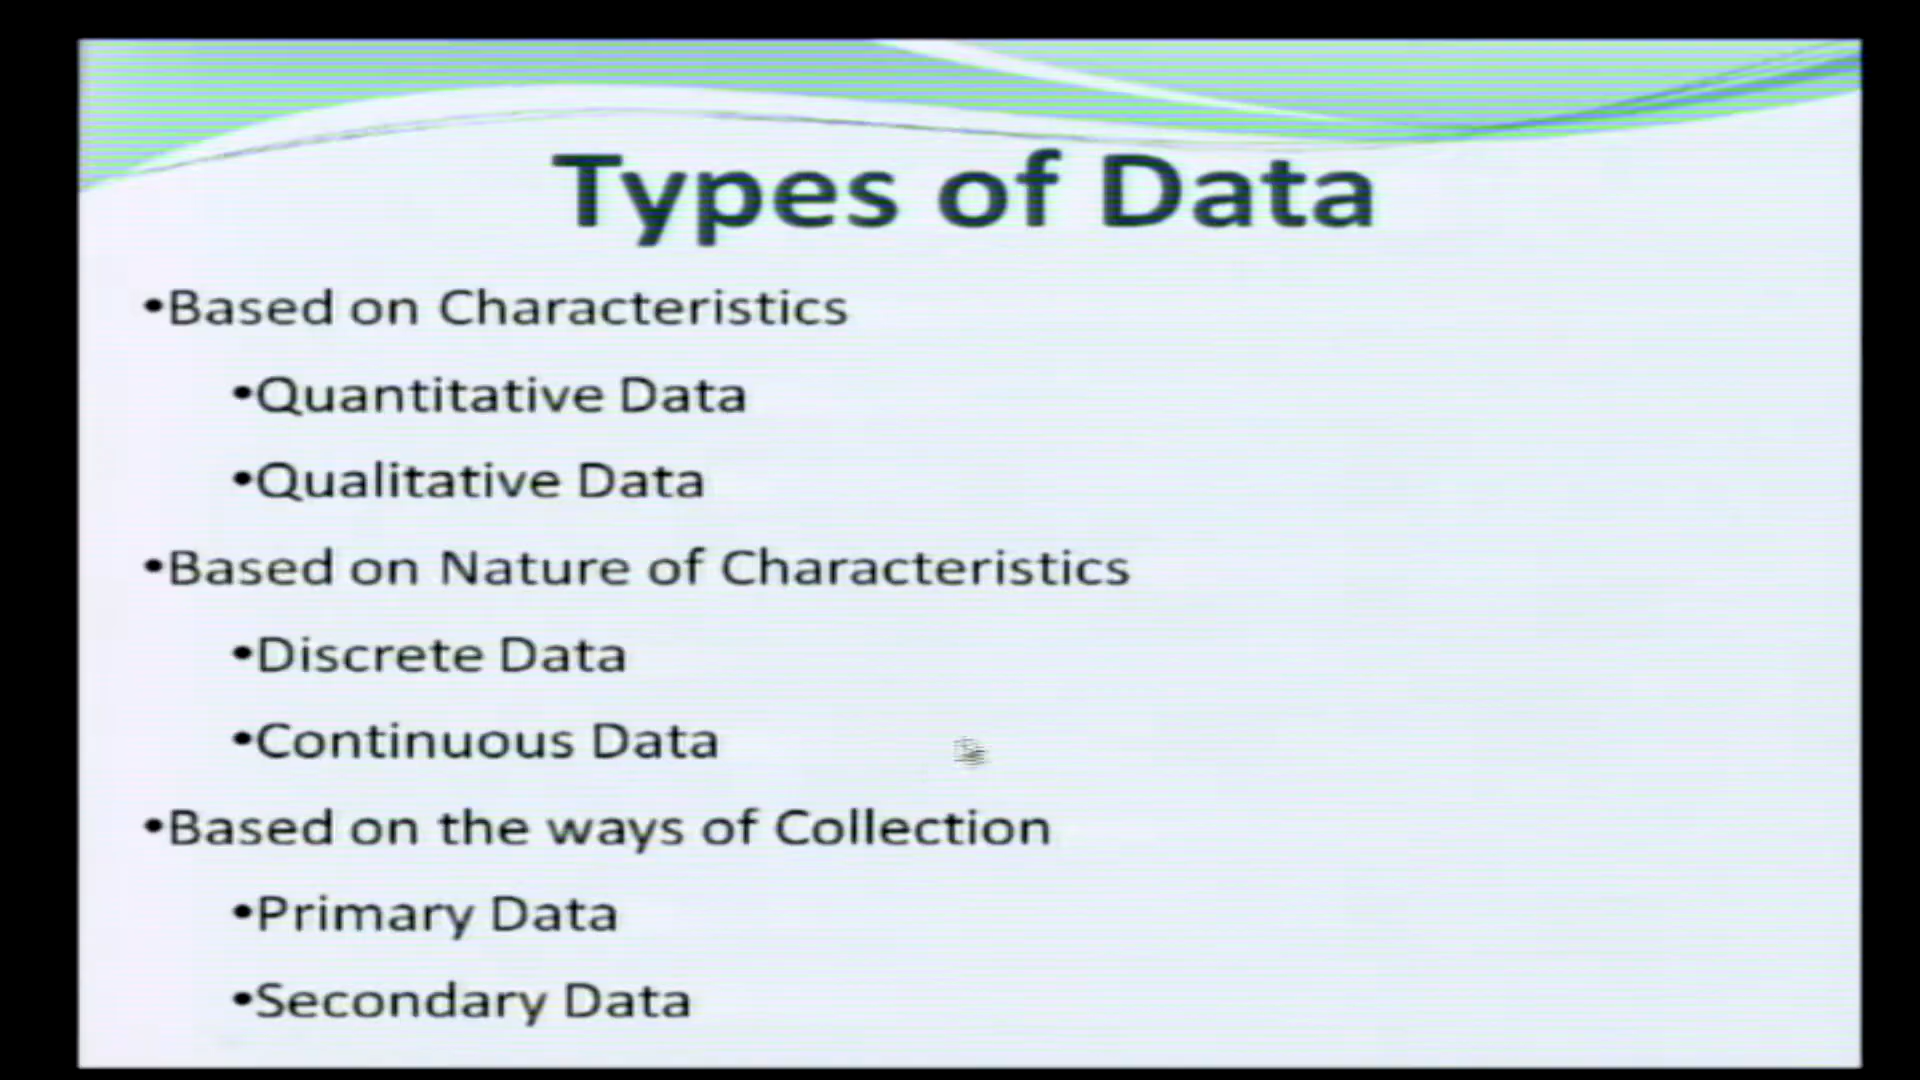 Types of Data
•Based on Characteristics
•Quantitative Data
•Qualitative Data
•Based on Nature of Characteristics
•Discrete Data
•Continuous Data
•Based on the ways of Collection
•Primary Data
•Secondary Data